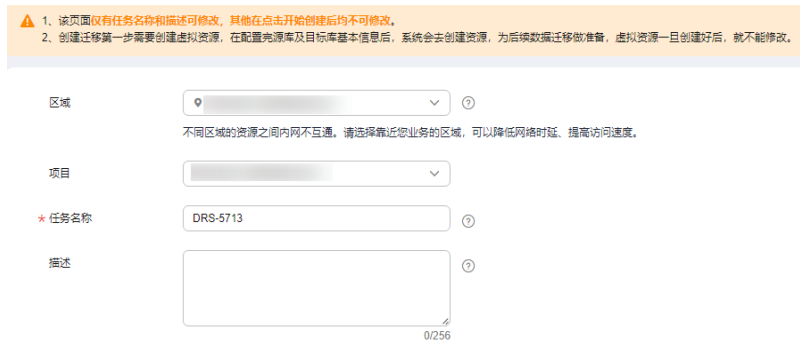 1、该页面仅有任务名称和描述可修改，其他在点击开始创建后均不可修改。
2、创建迁移第一步需要创建虚拟资源，在配置完源库及目标库基本信息后，系统会去创建资源，为后续数据迁移做准备，虚拟资源一旦创建好后，就不能修改。
区域
不同区域的资源之间内网不互通。请选择靠近您业务的区域，可以降低网络时延、提高访问速度。
项目
* 任务名称 DRS-5713
描述
0/256